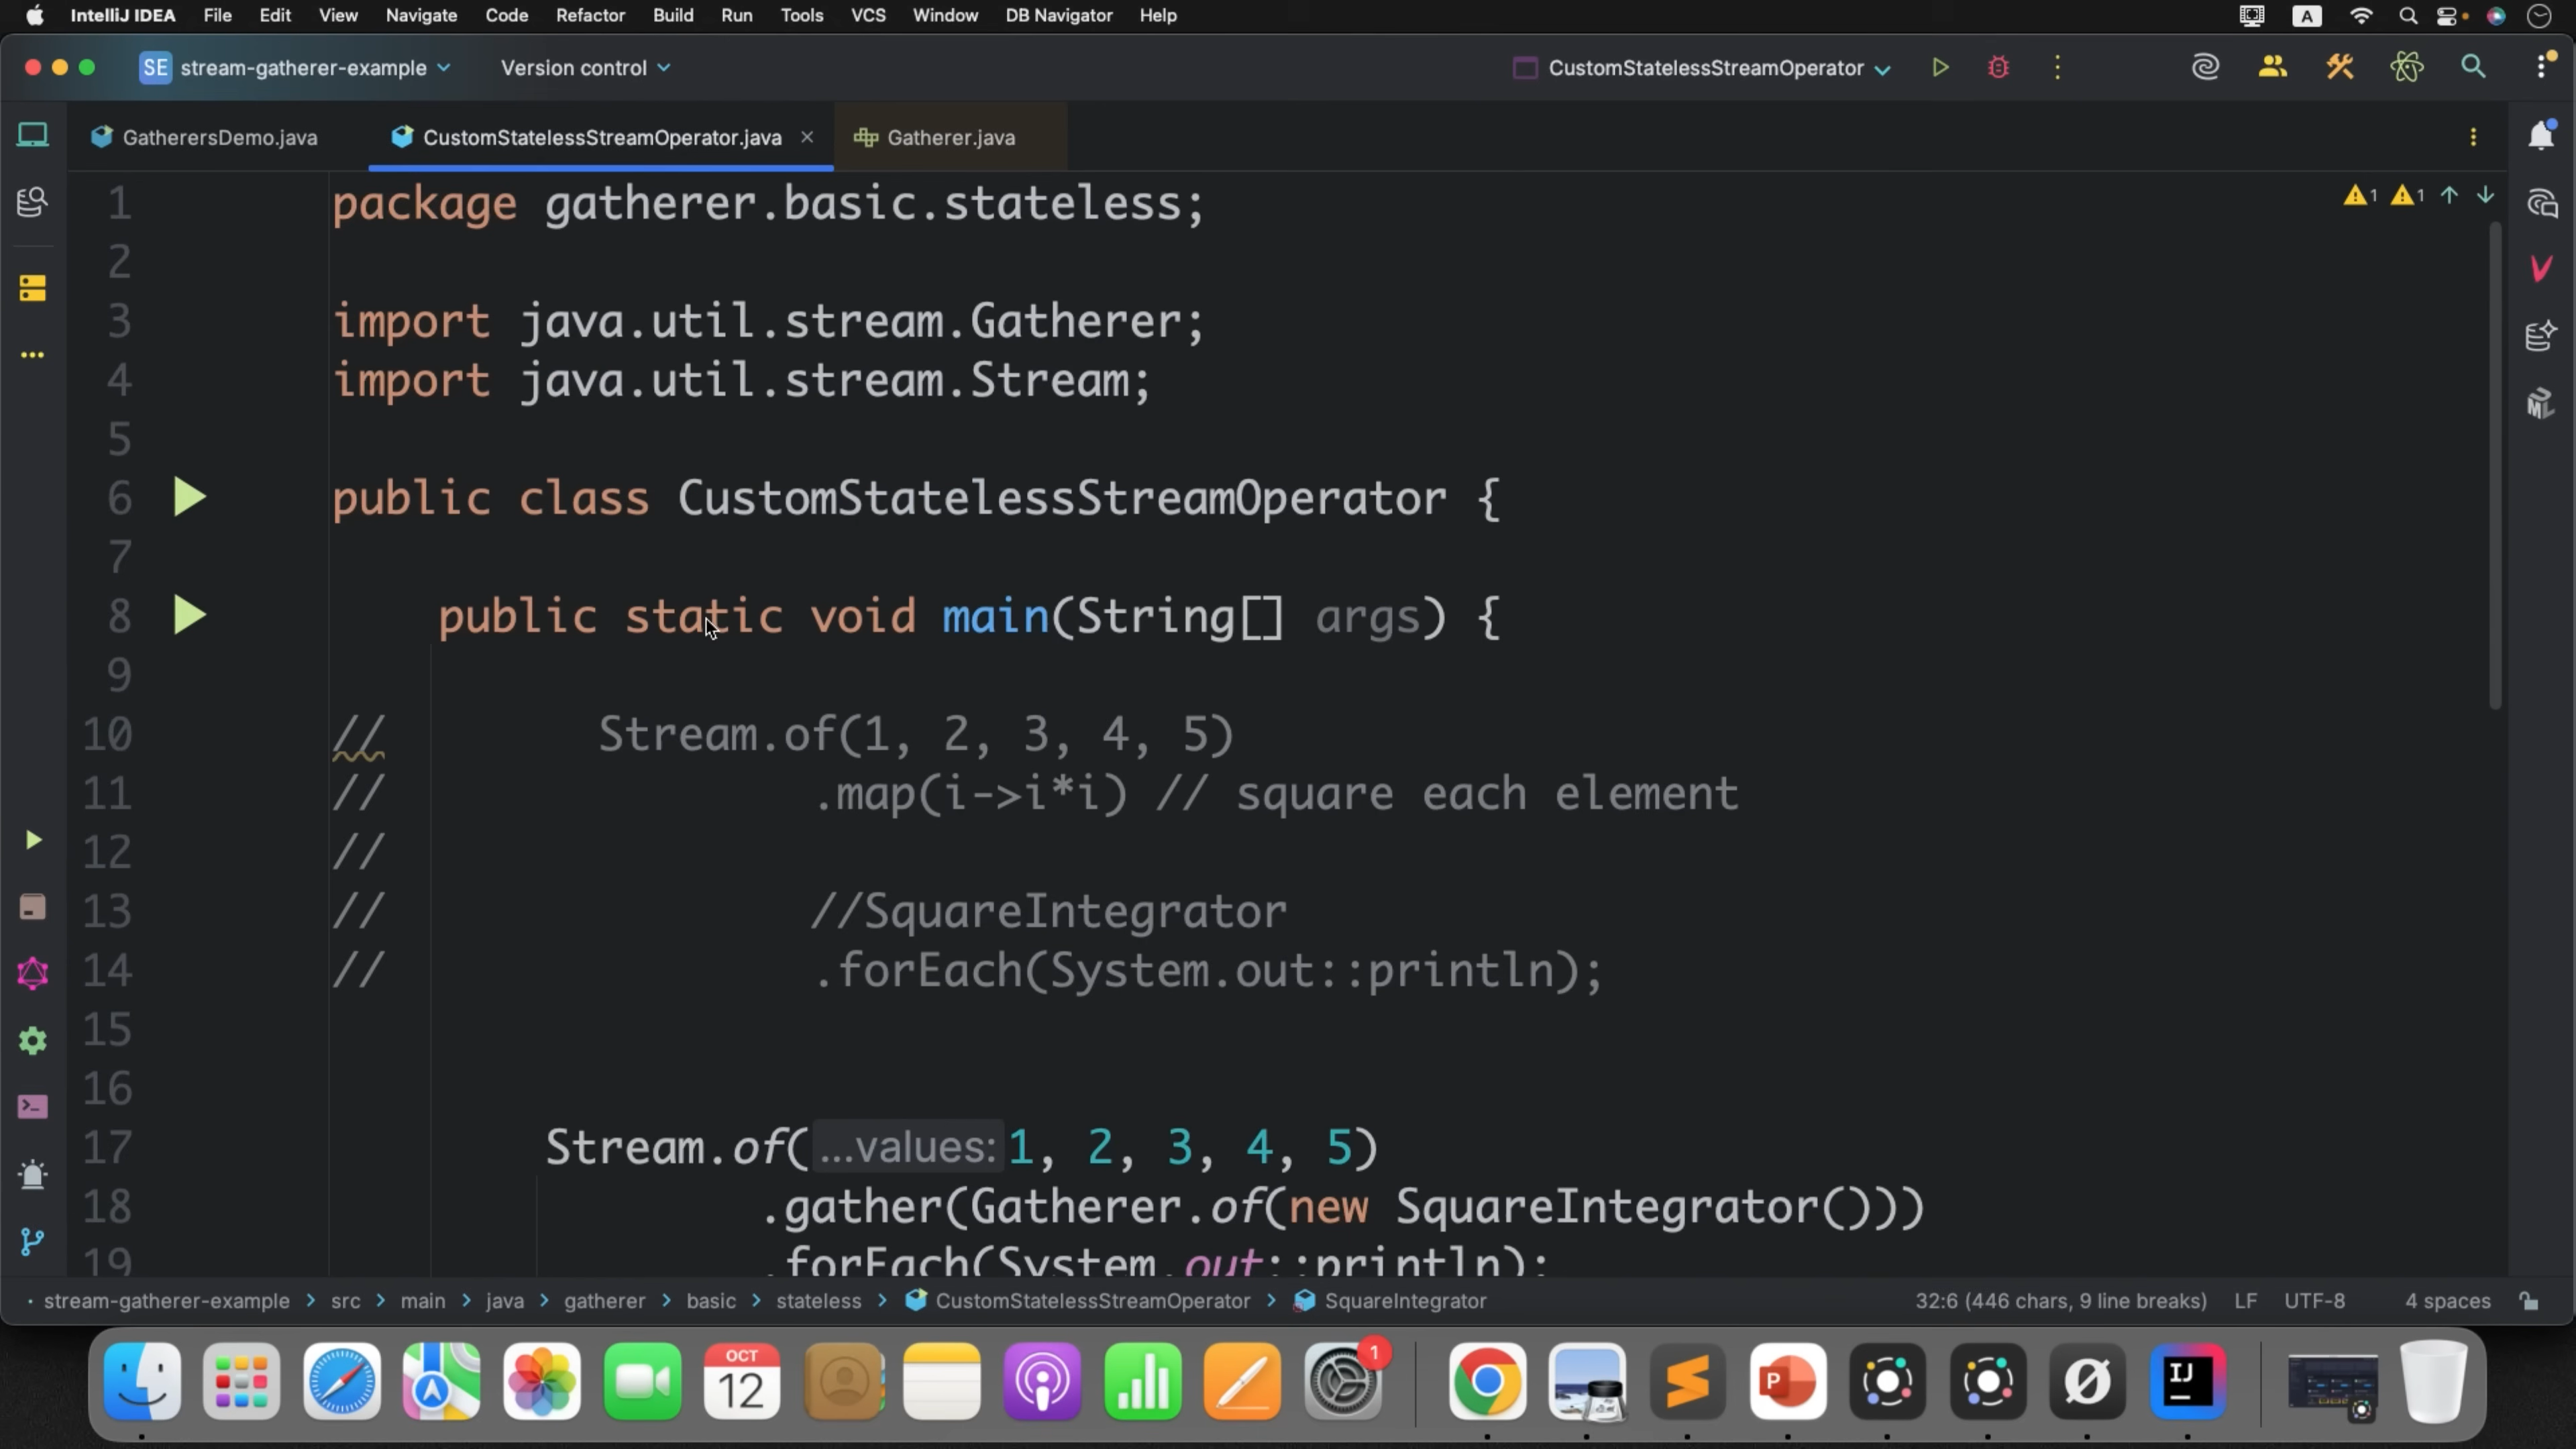 IntelliJ IDEA File Edit View Navigate Code Refactor Build Run Tools VCS Window DB Navigator Help A
SE stream-gatherer-example Version control CustomStatelessStreamOperator
GatherersDemo.java CustomStatelessStreamOperator.java Gatherer.java
1 package gatherer.basic.stateless; 1 1
2
3 import java.util.stream.Gatherer;
4 import java.util.stream.Stream;
5
6 public class CustomStatelessStreamOperator {
7
8 public static void main(String[] args) {
9
10 // Stream.of(1, 2, 3, 4, 5)
11 // .map(i->i*i) // square each element
12 //
13 // //SquareIntegrator
14 // .forEach(System.out::println);
15
16
17 Stream.of(...values: 1, 2, 3, 4, 5)
18 .gather(Gatherer.of(new SquareIntegrator()))
19 .forEach(System.out::println);
stream-gatherer-example > src > main > java > gatherer > basic > stateless > CustomStatelessStreamOperator > SquareIntegrator 32:6 (446 chars, 9 line breaks) LF UTF-8 4 spaces
OCT
12
1
P
IJ